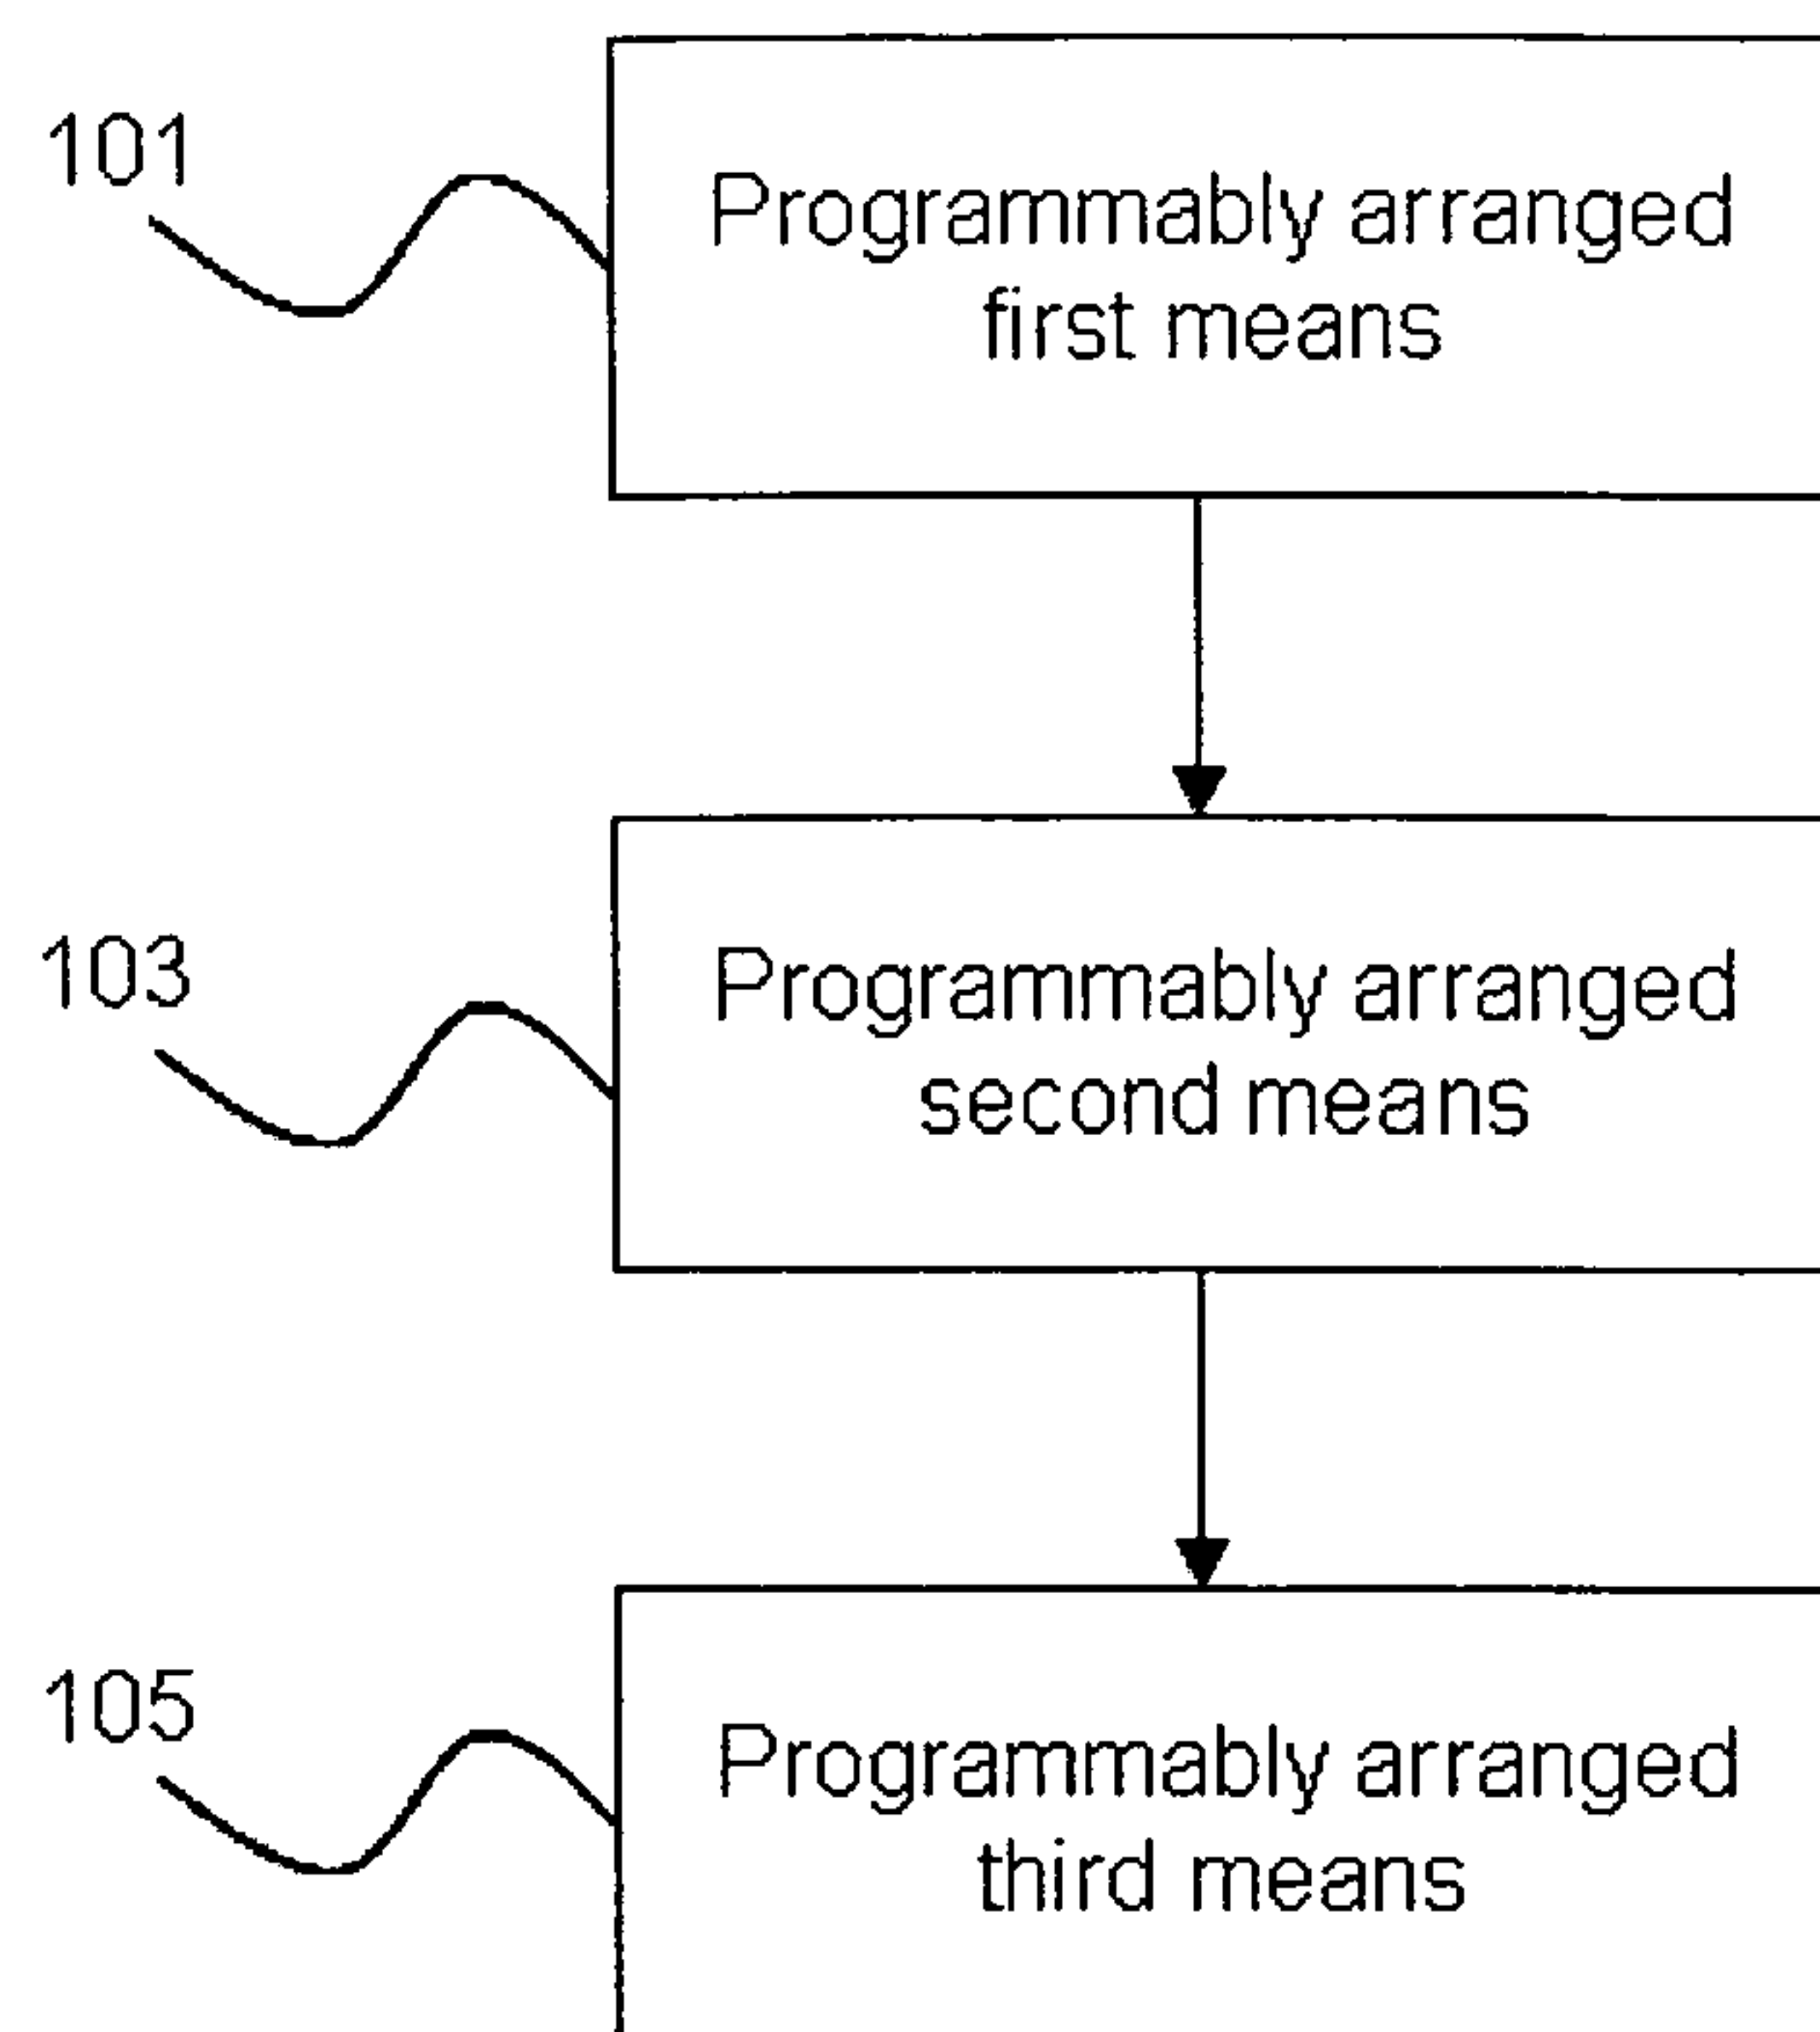 101
Programmably arranged
first means
103
Programmably arranged
second means
105
Programmably arranged
third means